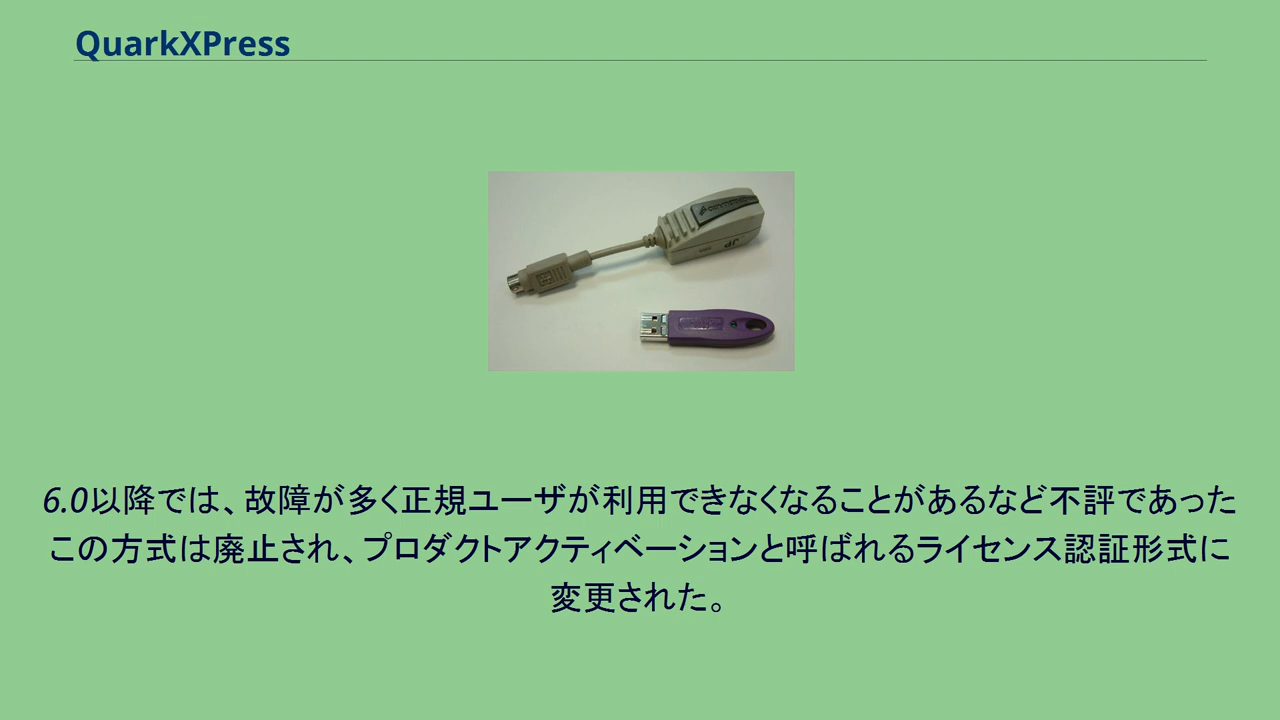 QuarkXPress
JP
6.0以降では、故障が多く正規ユーザが利用できなくなることがあるなど不評であった
この方式は廃止され、プロダクトアクティベーションと呼ばれるライセンス認証形式に
変更された。